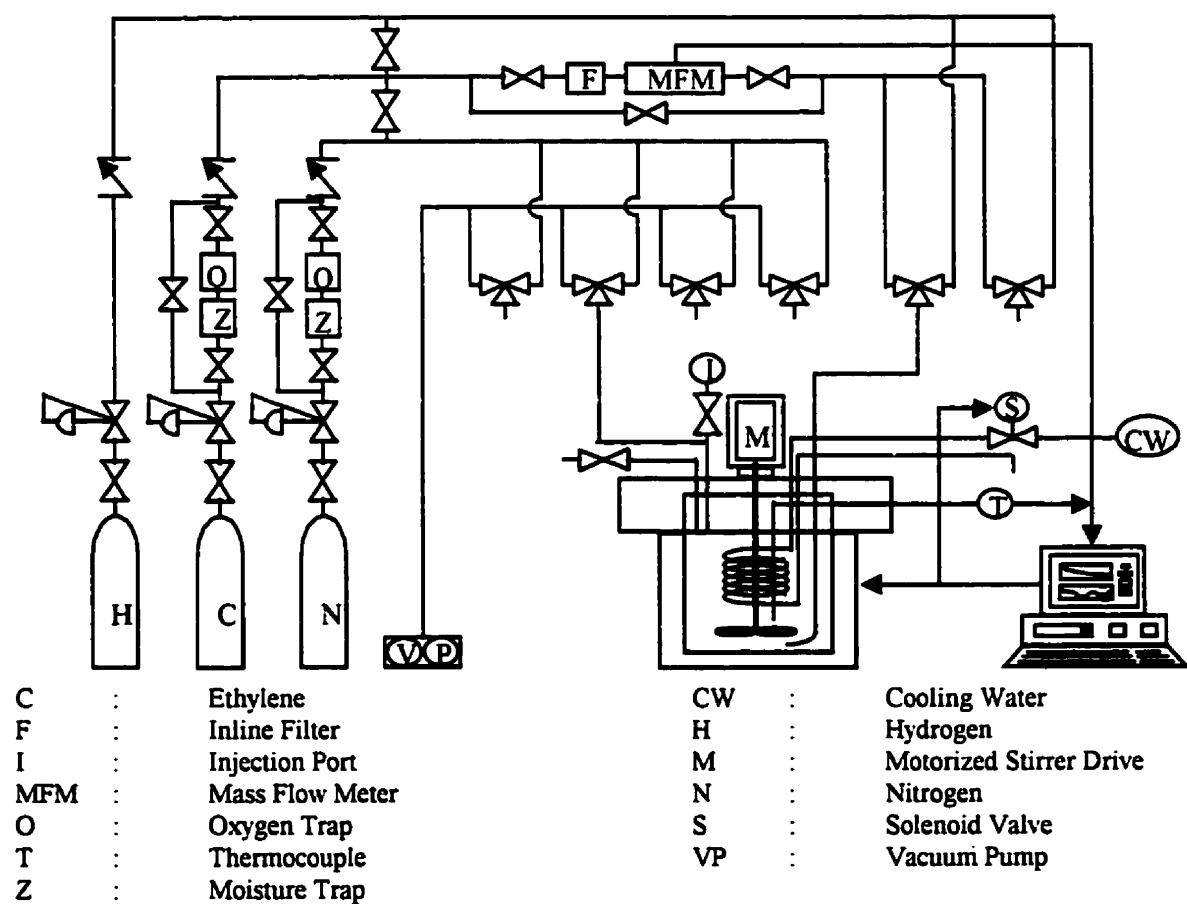 F
MFM
O
O
Z
Z
I
S
M
CW
T
H
C
N
V P
C : Ethylene
F : Inline Filter
I : Injection Port
MFM : Mass Flow Meter
O : Oxygen Trap
T : Thermocouple
Z : Moisture Trap
CW : Cooling Water
H : Hydrogen
M : Motorized Stirrer Drive
N : Nitrogen
S : Solenoid Valve
VP : Vacuum Pump